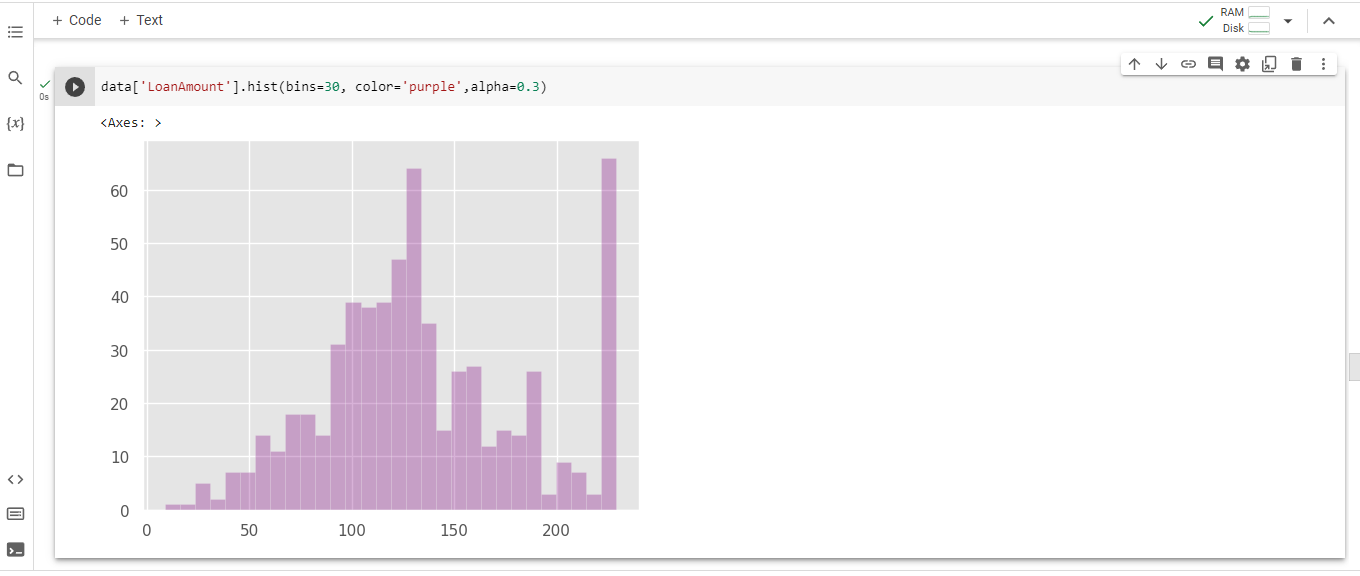 + Code + Text
RAM
Disk
{x}
0s
data['LoanAmount'].hist(bins=30, color='purple',alpha=0.3)
<Axes: >
60
50
40
30
20
10
0
0 50 100 150 200